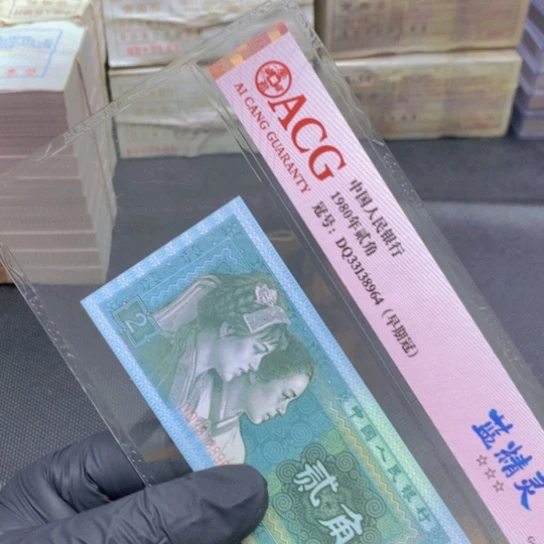 ACG
AI CANG GUARANTY
中国人民银行
1980年贰角
冠号：DQ33138964（早期冠）
蓝精灵
☆☆☆
2
中国人民银行
贰角